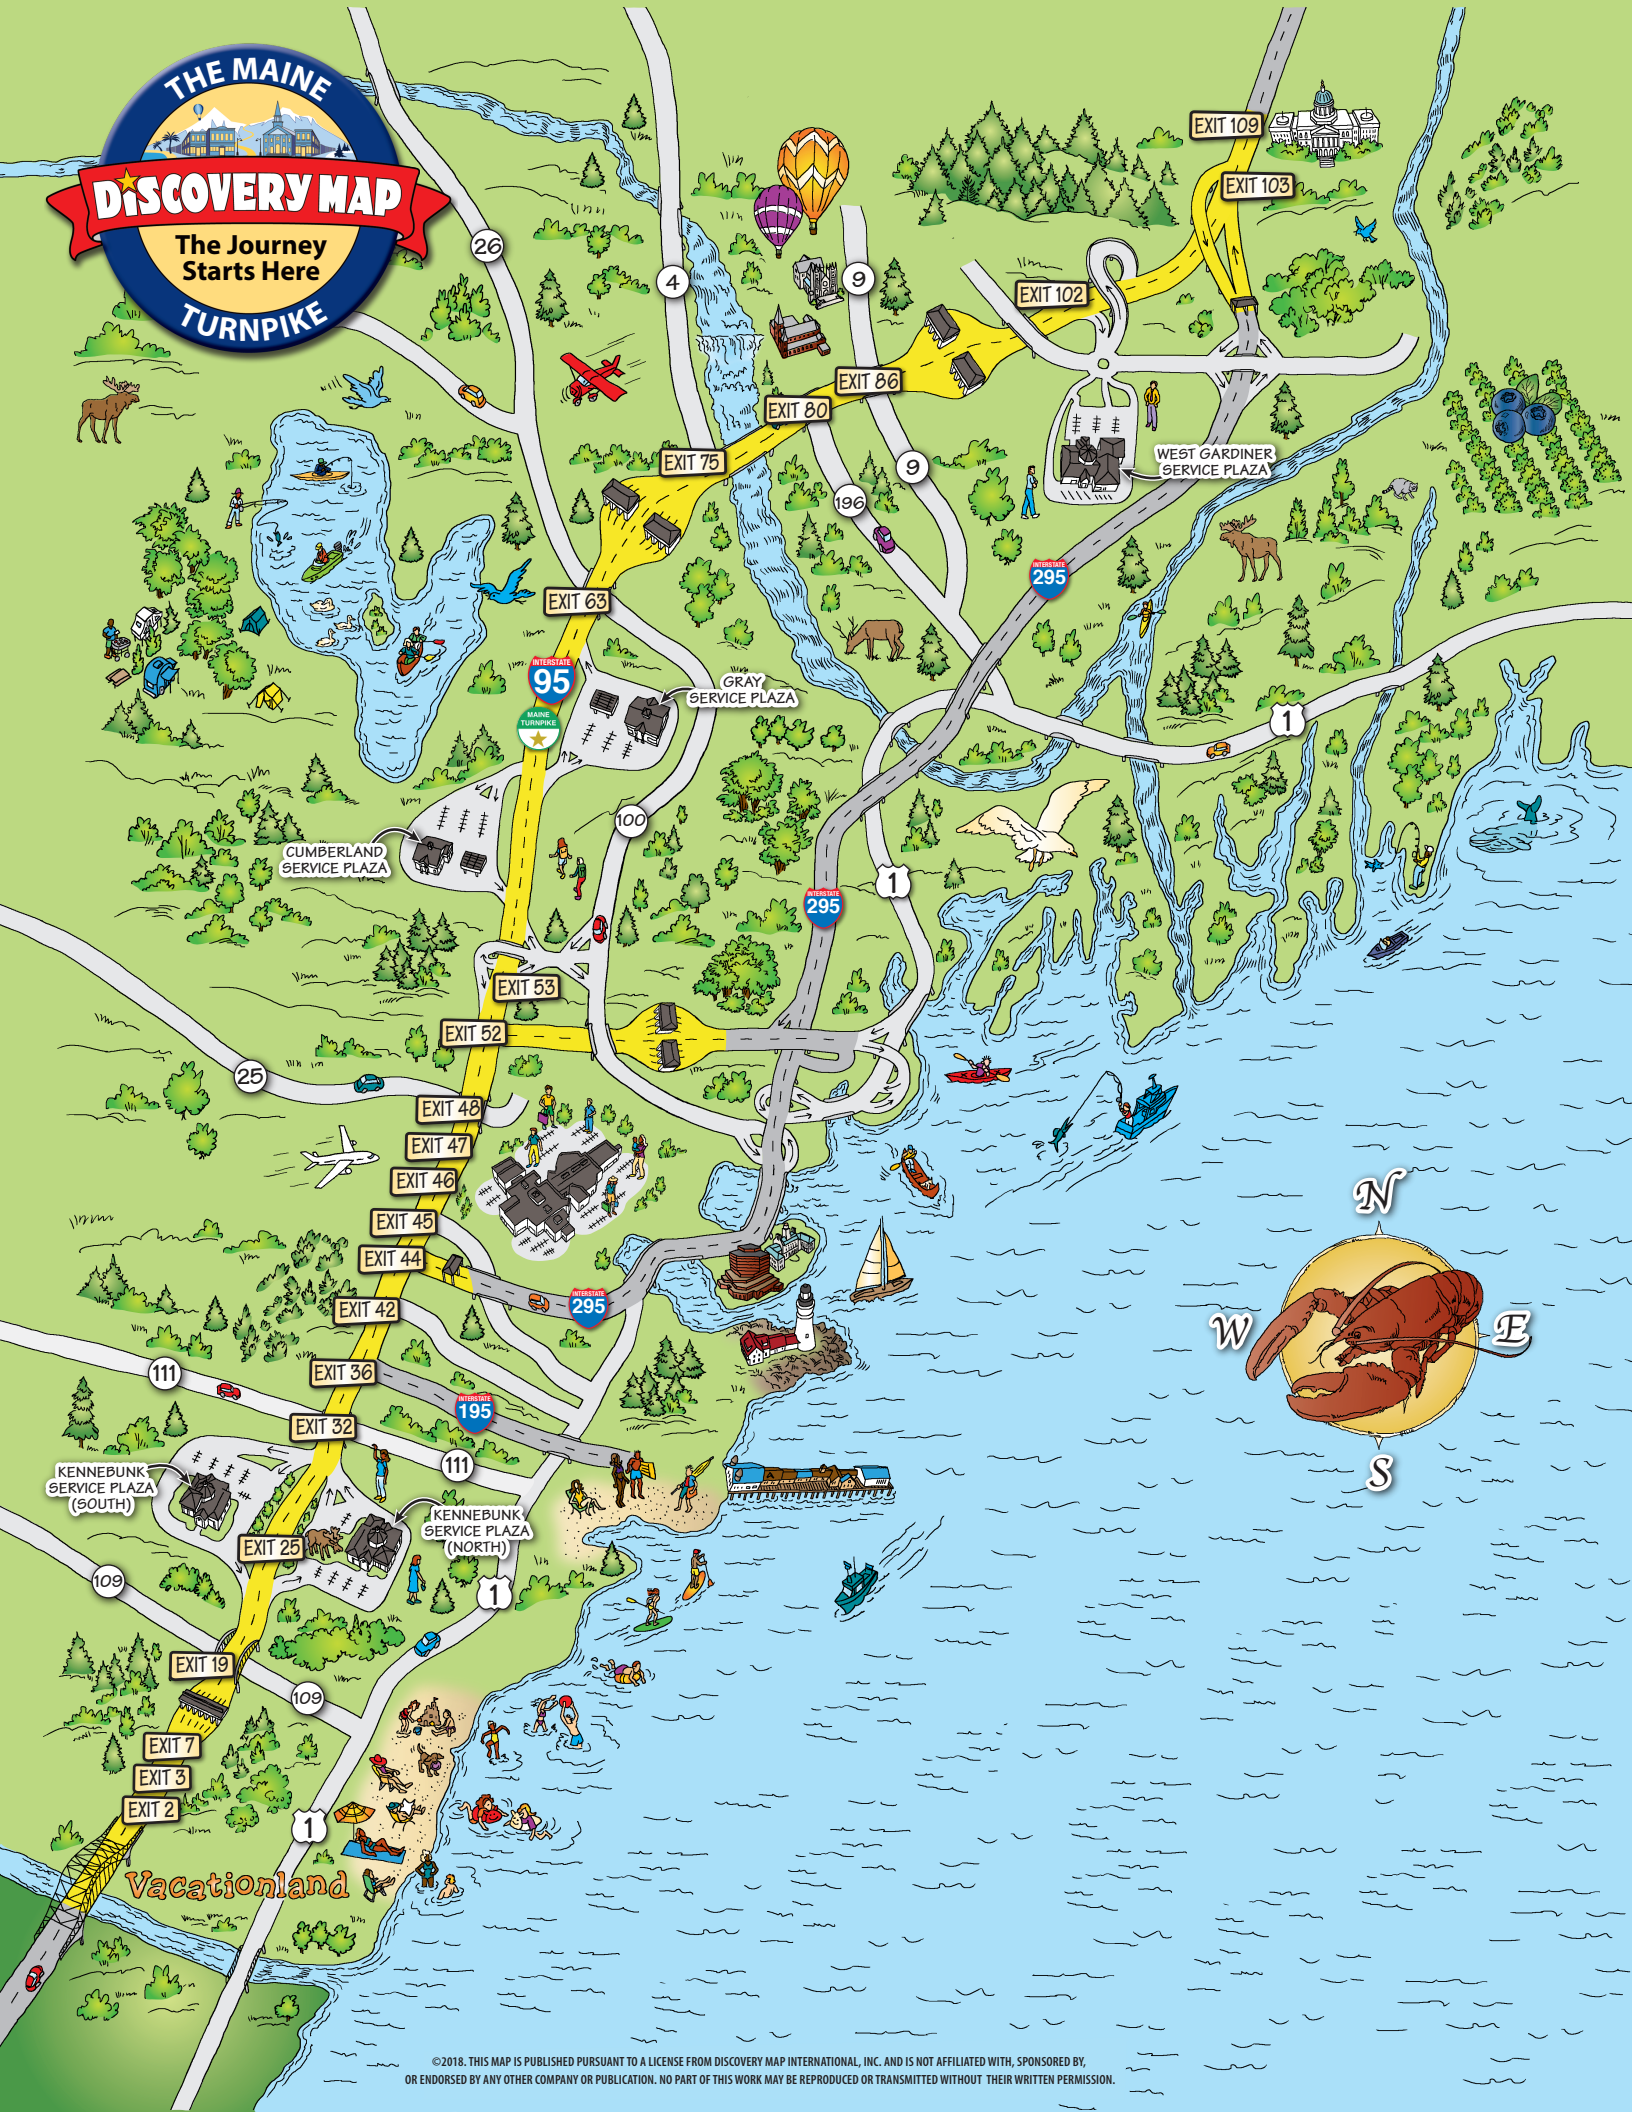 THE MAINE
DiSCOVERY MAP
The Journey
Starts Here
TURNPIKE
EXIT 109
EXIT 103
26
4
9
EXIT 102
EXIT 86
EXIT 80
EXIT 75
9
WEST GARDINER
SERVICE PLAZA
196
INTERSTATE
295
EXIT 63
INTERSTATE
95
MAINE
TURNPIKE
GRAY
SERVICE PLAZA
1
100
CUMBERLAND
SERVICE PLAZA
1
INTERSTATE
295
EXIT 53
EXIT 52
25
EXIT 48
EXIT 47
EXIT 46
EXIT 45
EXIT 44
INTERSTATE
295
EXIT 42
N
W
E
S
EXIT 36
111
INTERSTATE
195
EXIT 32
111
KENNEBUNK
SERVICE PLAZA
(SOUTH)
KENNEBUNK
SERVICE PLAZA
(NORTH)
EXIT 25
109
1
EXIT 19
109
EXIT 7
EXIT 3
EXIT 2
1
Vacationland
©2018. THIS MAP IS PUBLISHED PURSUANT TO A LICENSE FROM DISCOVERY MAP INTERNATIONAL, INC. AND IS NOT AFFILIATED WITH, SPONSORED BY,
OR ENDORSED BY ANY OTHER COMPANY OR PUBLICATION. NO PART OF THIS WORK MAY BE REPRODUCED OR TRANSMITTED WITHOUT THEIR WRITTEN PERMISSION.